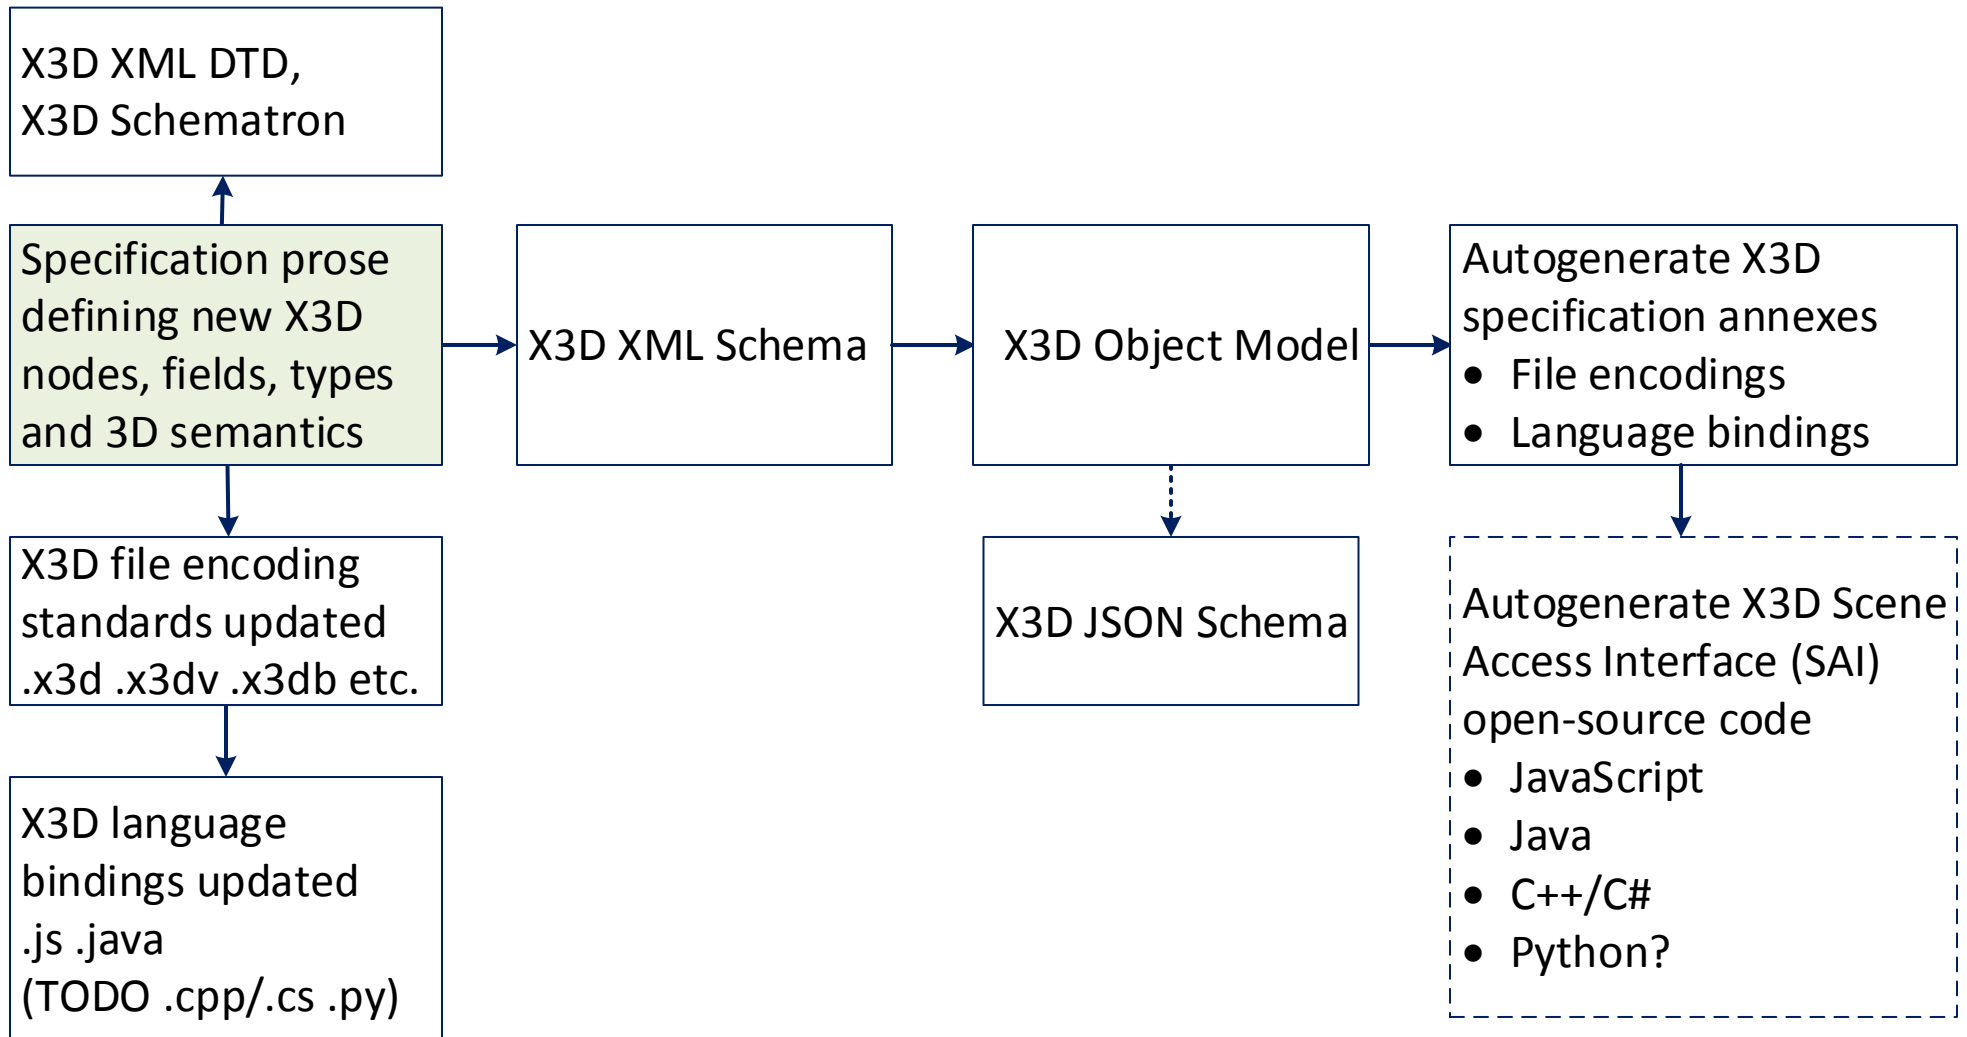 X3D XML DTD,
X3D Schematron
Specification prose
defining new X3D
nodes, fields, types
and 3D semantics
X3D XML Schema
X3D Object Model
Autogenerate X3D
specification annexes
• File encodings
• Language bindings
X3D file encoding
standards updated
.x3d .x3dv .x3db etc.
X3D JSON Schema
Autogenerate X3D Scene
Access Interface (SAI)
open-source code
• JavaScript
• Java
• C++/C#
• Python?
X3D language
bindings updated
.js .java
(TODO .cpp/.cs .py)